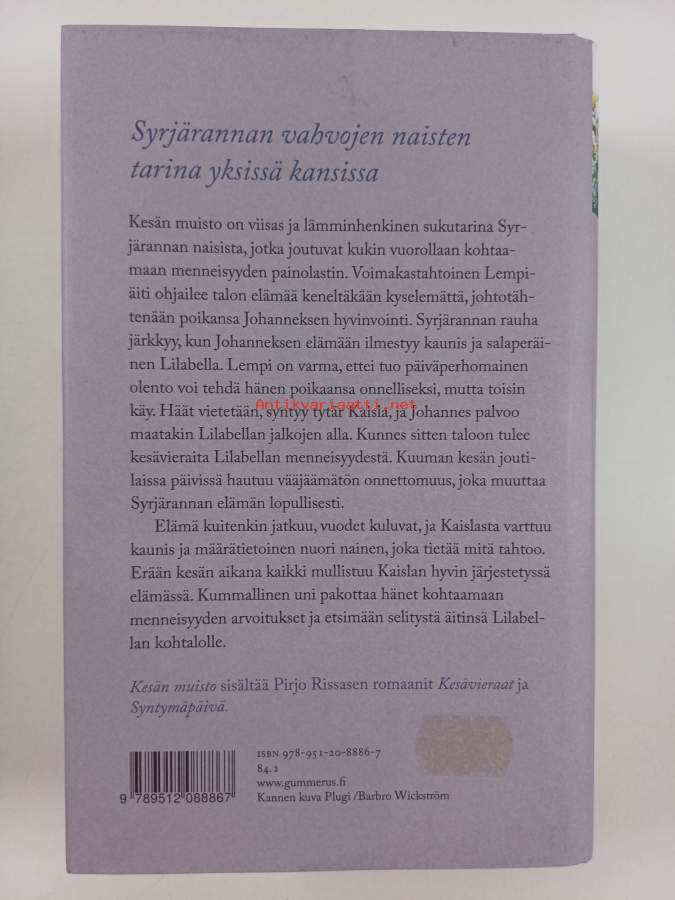 Syrjärannan vahvojen naisten
tarina yksissä kansissa
Kesän muisto on viisas ja lämminhenkinen sukutarina Syr-
järannan naisista, jotka joutuvat kukin vuorollaan kohtaa-
maan menneisyyden painolastin. Voimakastahtoinen Lempi-
äiti ohjailee talon elämää keneltäkään kyselemättä, johtotäh-
tenään poikansa Johanneksen hyvinvointi. Syrjärannan rauha
järkkyy, kun Johanneksen elämään ilmestyy kaunis ja salaperäi-
nen Lilabella. Lempi on varma, ettei tuo päiväperhomainen
olento voi tehdä hänen poikaansa onnelliseksi, mutta toisin
Antikvariaatti.net
käy. Häät vietetään, syntyy tytär Kaisla, ja Johannes palvoo
maatakin Lilabellan jalkojen alla. Kunnes sitten taloon tulee
kesävieraita Lilabellan menneisyydestä. Kuuman kesän jouti-
laissa päivissä hautuu vääjäämätön onnettomuus, joka muuttaa
Syrjärannan elämän lopullisesti.
Elämä kuitenkin jatkuu, vuodet kuluvat, ja Kaislasta varttuu
kaunis ja määrätietoinen nuori nainen, joka tietää mitä tahtoo.
Erään kesän aikana kaikki mullistuu Kaislan hyvin järjestetyssä
elämässä. Kummallinen uni pakottaa hänet kohtaamaan
menneisyyden arvoitukset ja etsimään selitystä äitinsä Lilabel-
lan kohtalolle.
Kesän muisto sisältää Pirjo Rissasen romaanit Kesävieraat ja
Syntymäpäivä.
ISBN 978-951-20-8886-7
84.2
www.gummerus.fi
Kannen kuva Plugi /Barbro Wickström
9 789512 088867